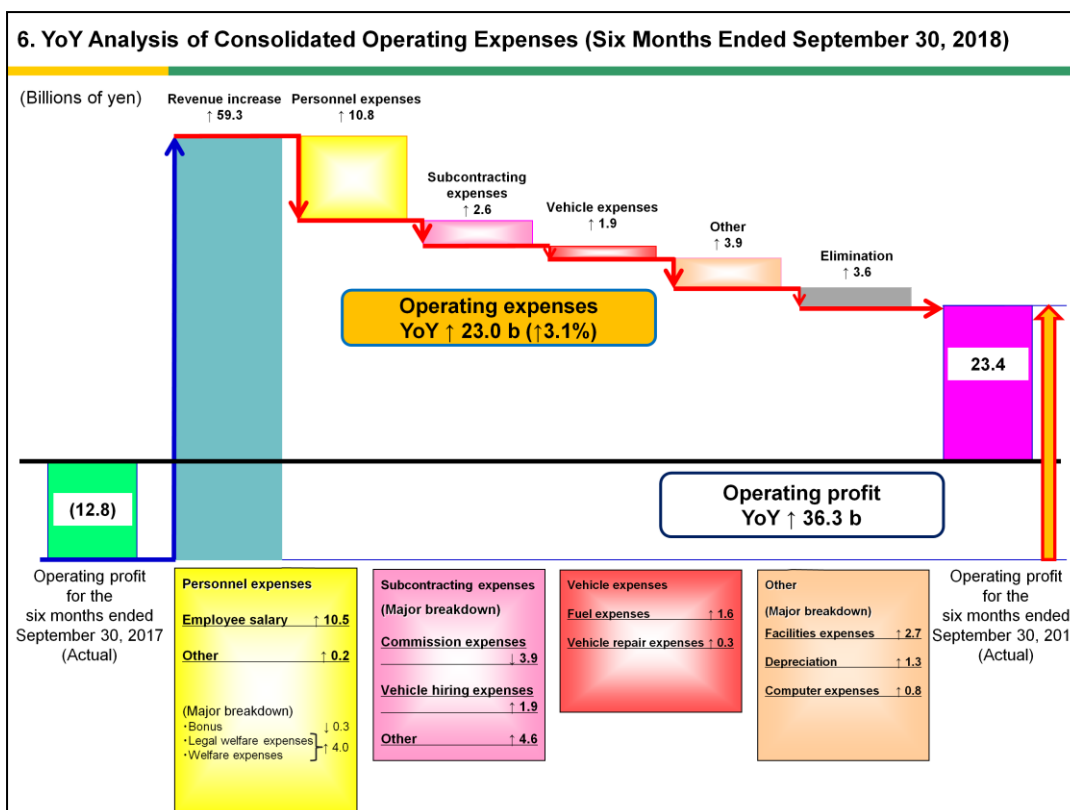 6. YoY Analysis of Consolidated Operating Expenses (Six Months Ended September 30, 2018)
(Billions of yen)
Revenue increase
↑ 59.3
Personnel expenses
↑ 10.8
Subcontracting
expenses
↑ 2.6
Vehicle expenses
↑ 1.9
Other
↑ 3.9
Elimination
↑ 3.6
Operating expenses
YoY ↑ 23.0 b (↑3.1%)
23.4
(12.8)
Operating profit
YoY ↑ 36.3 b
Operating profit
for the
six months ended
September 30, 2017
(Actual)
Personnel expenses
Employee salary ↑ 10.5
Other ↑ 0.2
(Major breakdown)
・Bonus ↓ 0.3
・Legal welfare expenses
・Welfare expenses
↑ 4.0
Subcontracting expenses
(Major breakdown)
Commission expenses
↓ 3.9
Vehicle hiring expenses
↑ 1.9
Other ↑ 4.6
Vehicle expenses
Fuel expenses ↑ 1.6
Vehicle repair expenses ↑ 0.3
Other
(Major breakdown)
Facilities expenses ↑ 2.7
Depreciation ↑ 1.3
Computer expenses ↑ 0.8
Operating profit
for the
six months ended
September 30, 201
(Actual)